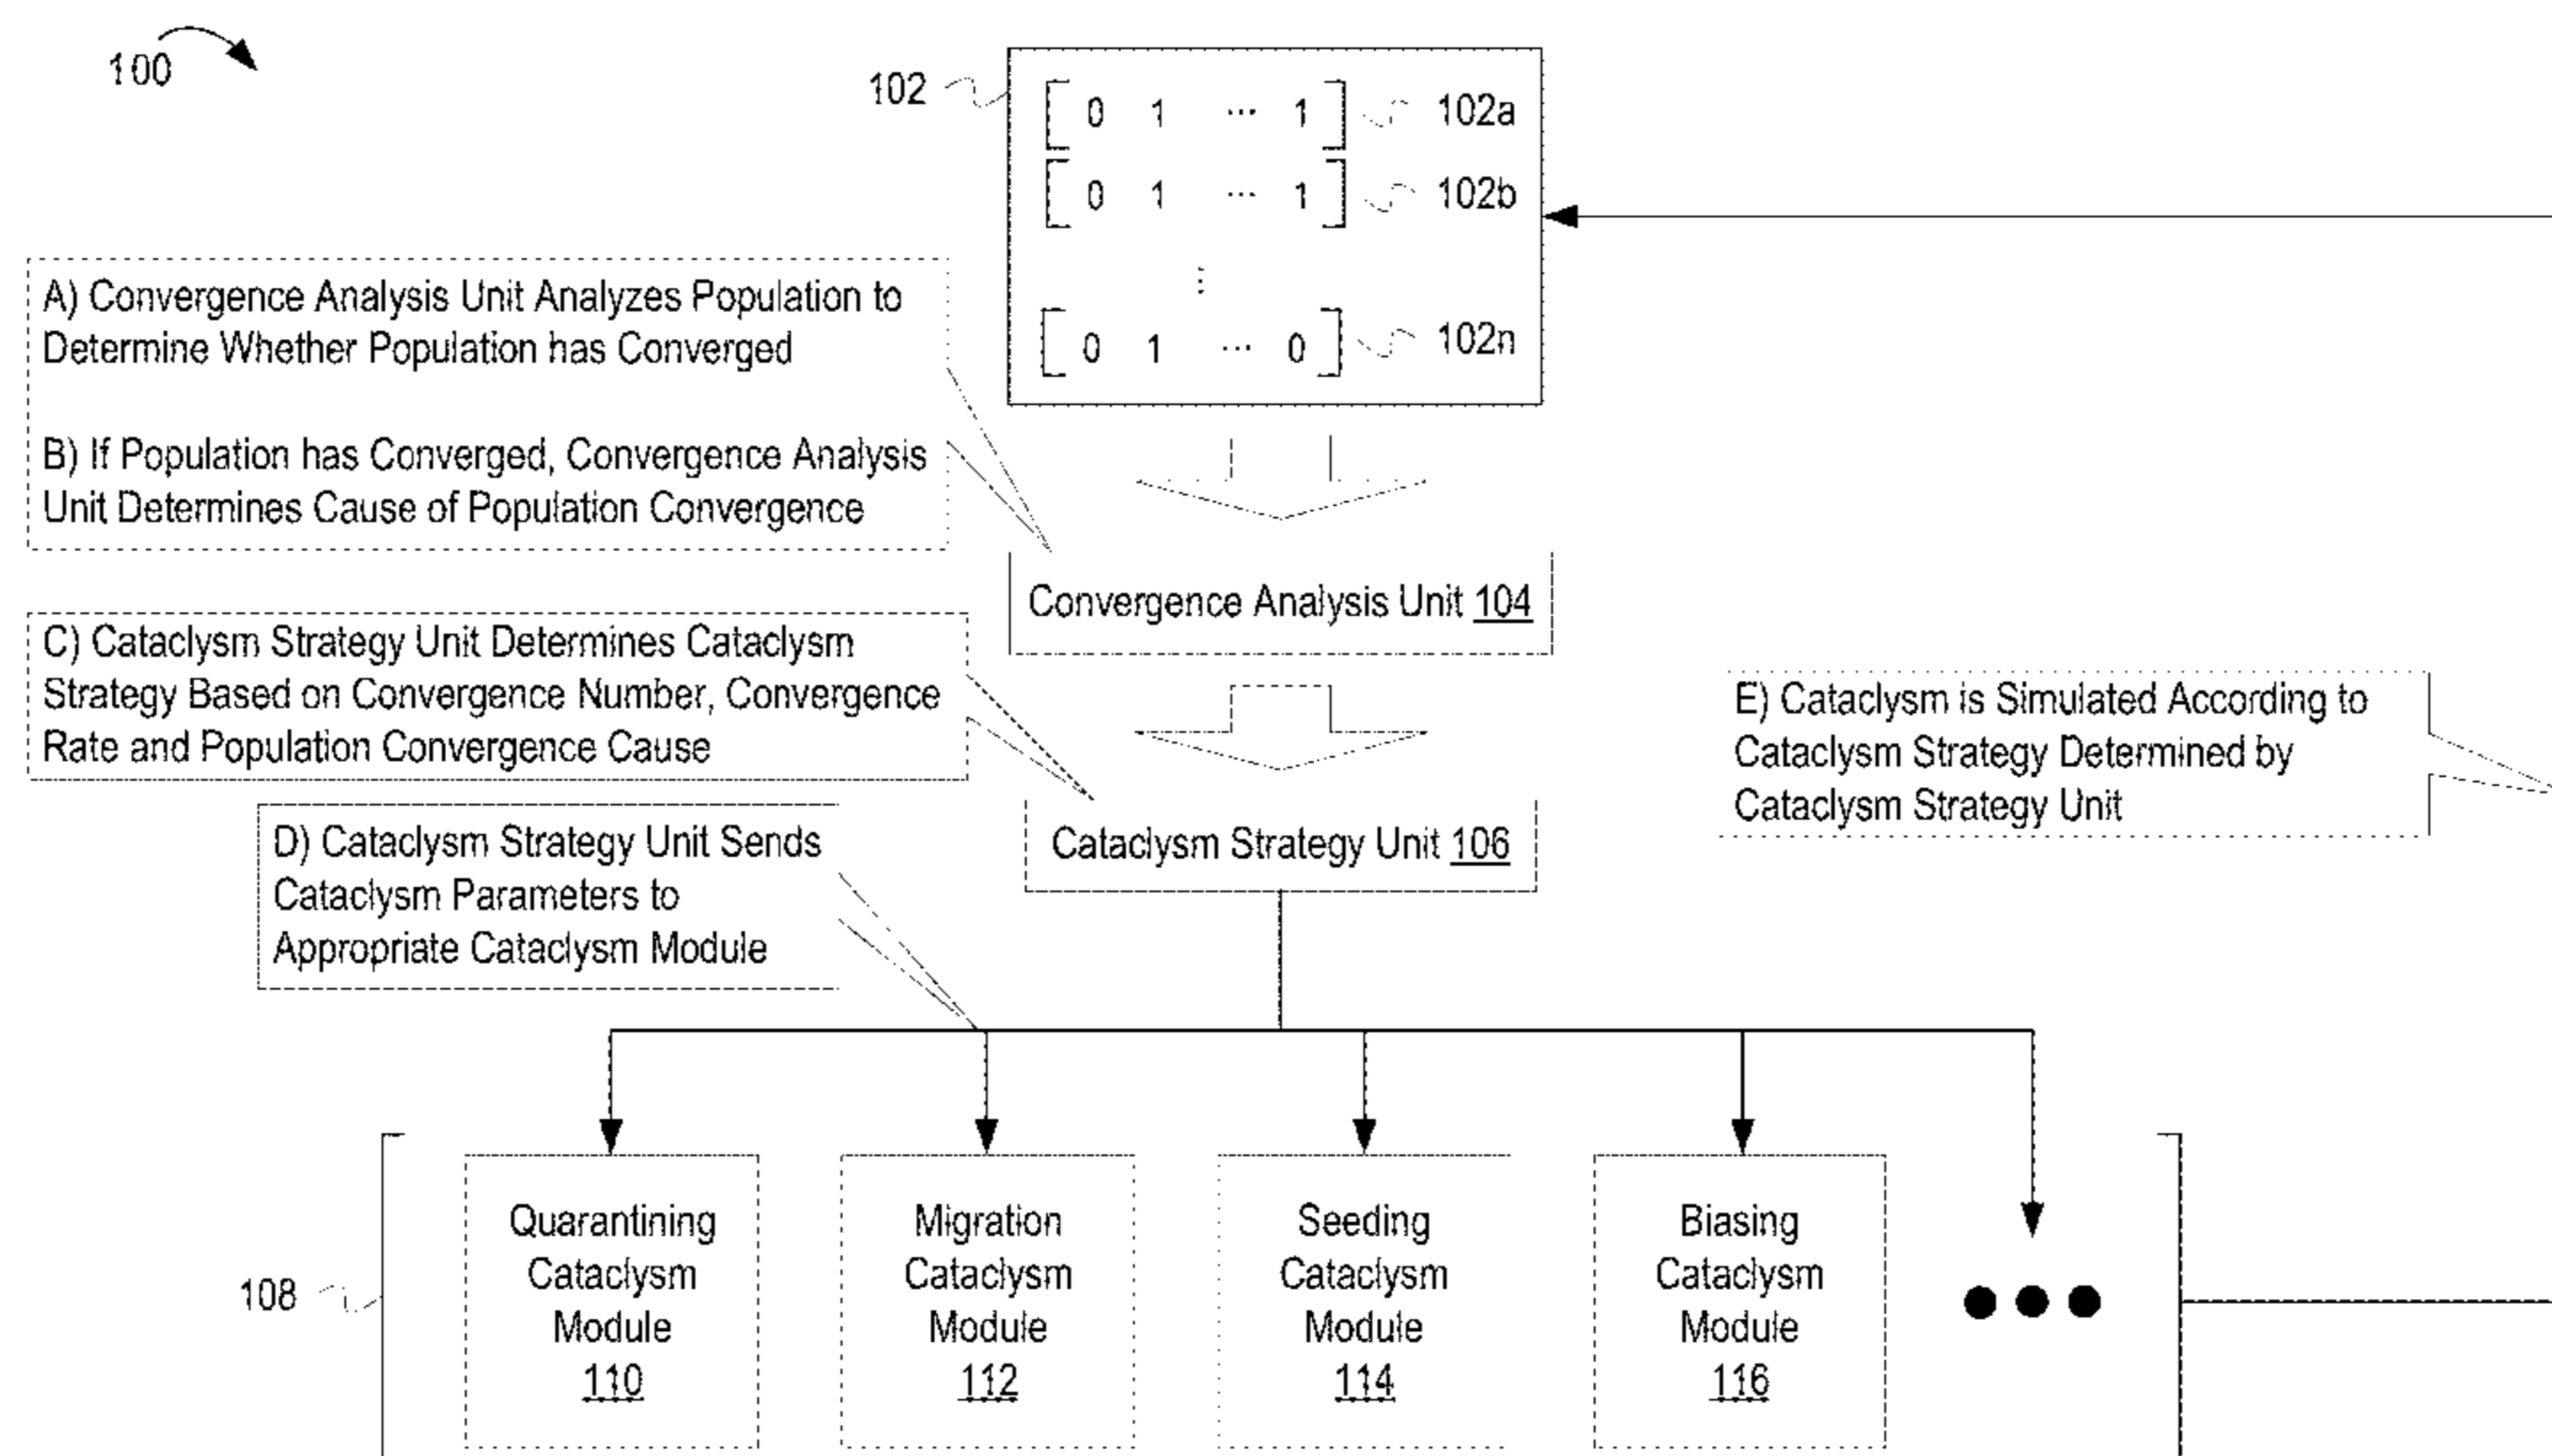 100
102
0 1 ... 1 102a
0 1 ... 1 102b
⋮
0 1 ... 0 102n
A) Convergence Analysis Unit Analyzes Population to
Determine Whether Population has Converged
B) If Population has Converged, Convergence Analysis
Unit Determines Cause of Population Convergence
Convergence Analysis Unit 104
C) Cataclysm Strategy Unit Determines Cataclysm
Strategy Based on Convergence Number, Convergence
Rate and Population Convergence Cause
E) Cataclysm is Simulated According to
Cataclysm Strategy Determined by
Cataclysm Strategy Unit
Cataclysm Strategy Unit 106
D) Cataclysm Strategy Unit Sends
Cataclysm Parameters to
Appropriate Cataclysm Module
108
Quarantining
Cataclysm
Module
110
Migration
Cataclysm
Module
112
Seeding
Cataclysm
Module
114
Biasing
Cataclysm
Module
116